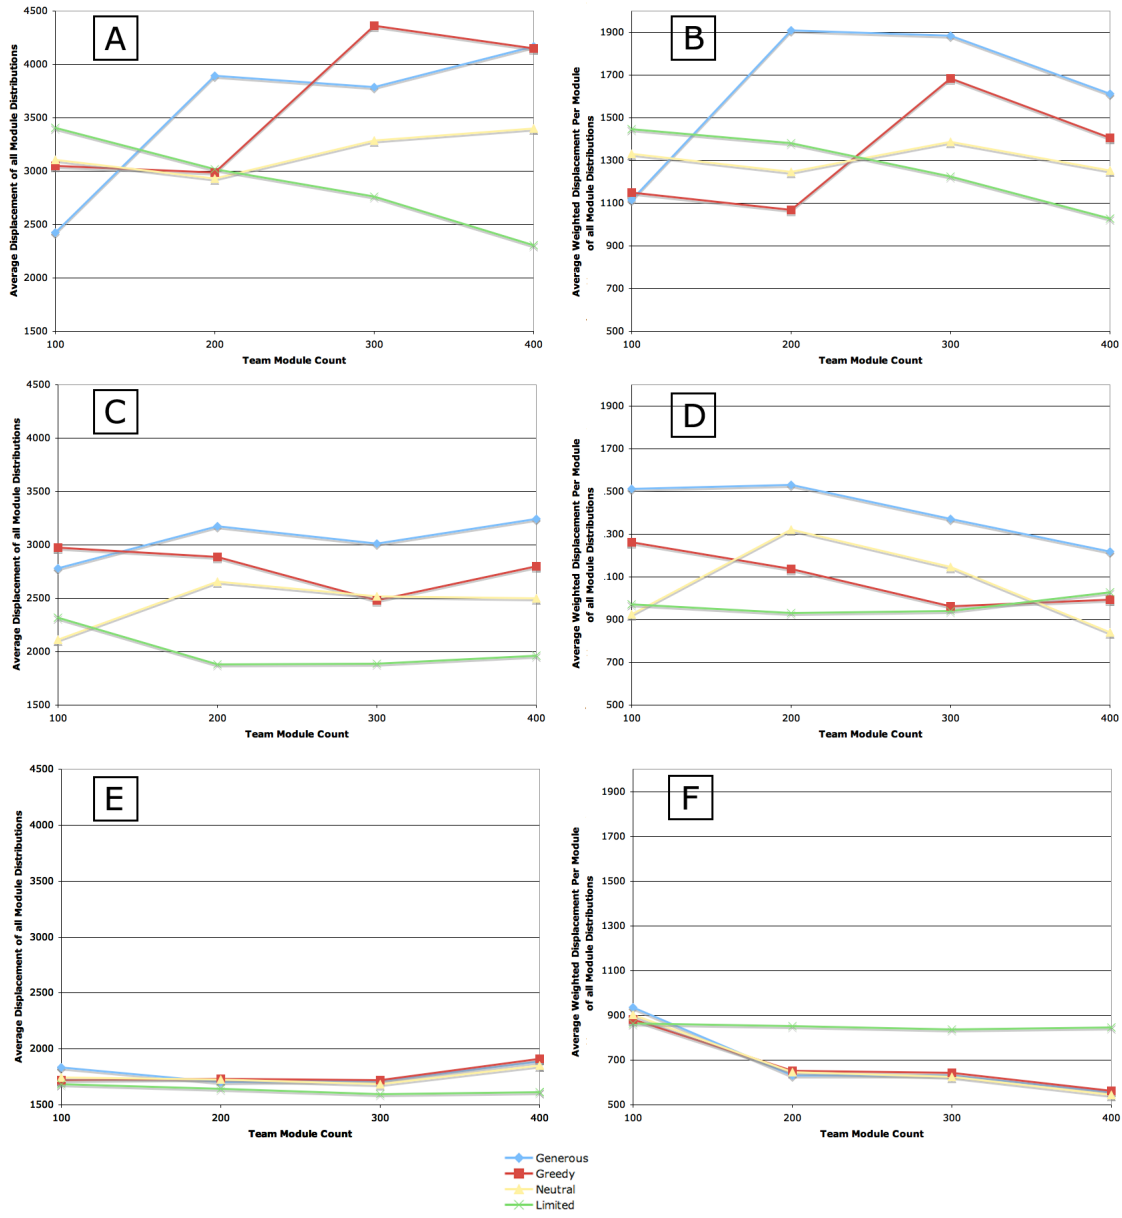 A
4500
4000
3500
3000
2500
2000
1500
100
200
300
400
Team Module Count
Average Displacement of all Module Distributions
B
1900
1700
1500
1300
1100
900
700
500
100
200
300
400
Team Module Count
Average Weighted Displacement Per Module
of all Module Distributions
C
4500
4000
3500
3000
2500
2000
1500
100
200
300
400
Team Module Count
Average Displacement of all Module Distributions
D
1900
1700
.500
.300
.100
900
700
500
100
200
300
400
Team Module Count
Average Weighted Displacement Per Module
of all Module Distributions
E
4500
4000
3500
3000
2500
2000
1500
100
200
300
400
Team Module Count
Average Displacement of all Module Distributions
F
1900
1700
1500
1300
1100
900
700
500
100
200
300
400
Team Module Count
Average Weighted Displacement Per Module
of all Module Distributions
Generous
Greedy
Neutral
Limited